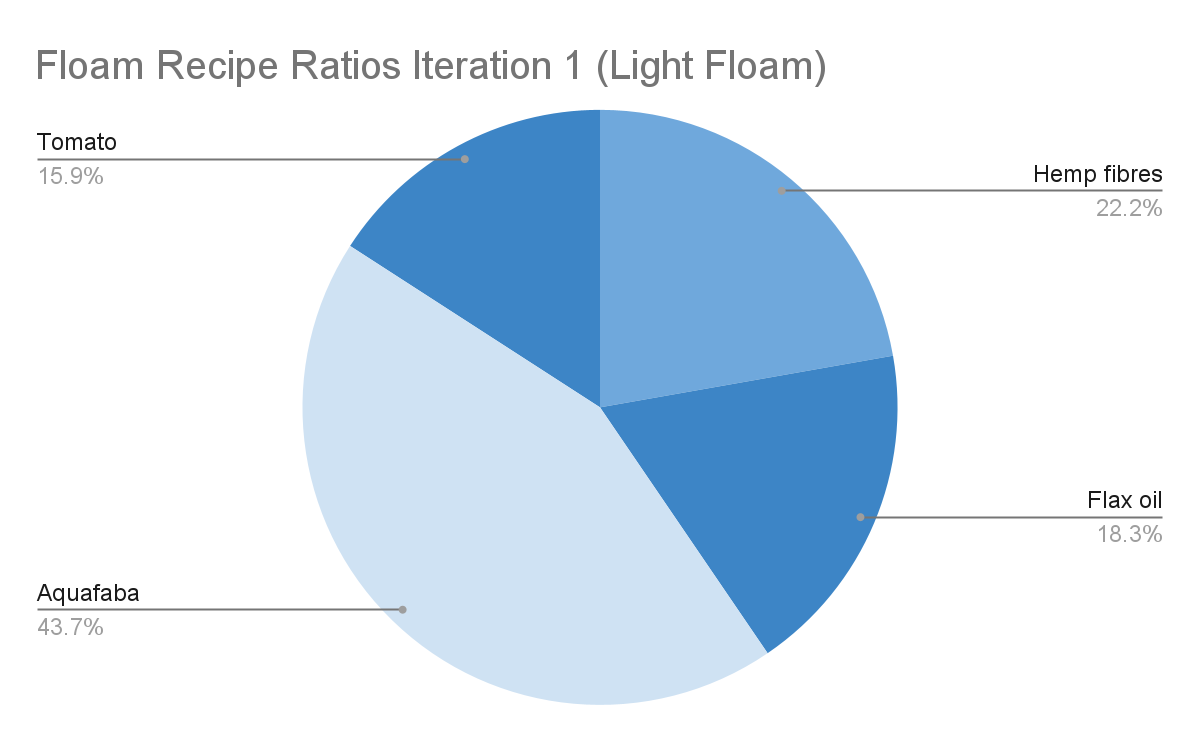 Floam Recipe Ratios Iteration 1 (Light Floam)
Tomato
15.9%
Hemp fibres
22.2%
Flax oil
18.3%
Aquafaba
43.7%